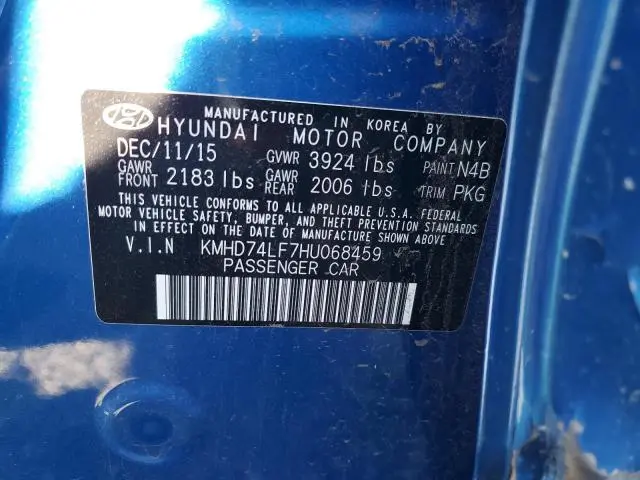 MANUFACTURED IN KOREA BY
HYUNDAI MOTOR COMPANY
DEC/11/15 GVWR 3924 lbs PAINT N4B
GAWR FRONT 2183 lbs GAWR REAR 2006 lbs TRIM PKG
THIS VEHICLE CONFORMS TO ALL APPLICABLE U.S.A. FEDERAL
MOTOR VEHICLE SAFETY, BUMPER, AND THEFT PREVENTION STANDARDS
IN EFFECT ON THE DATE OF MANUFACTURE SHOWN ABOVE.
V.I.N KMHD74LF7HU068459
PASSENGER CAR